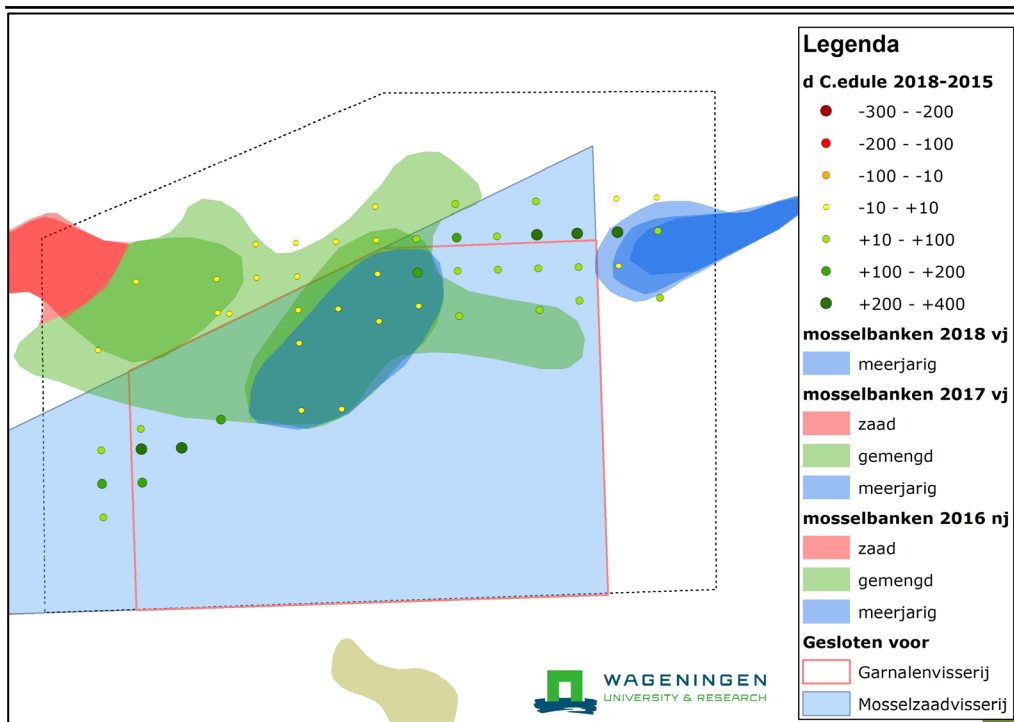 Legenda
d C.edule 2018-2015
-300 - -200
-200 - -100
-100 - -10
-10 - +10
+10 - +100
+100 - +200
+200 - +400
mosselbanken 2018 vj
meerjarig
mosselbanken 2017 vj
zaad
gemengd
meerjarig
mosselbanken 2016 nj
zaad
gemengd
meerjarig
Gesloten voor
Garnalenvisserij
Mosselzaadvisserij
WAGENINGEN
UNIVERSITY & RESEARCH